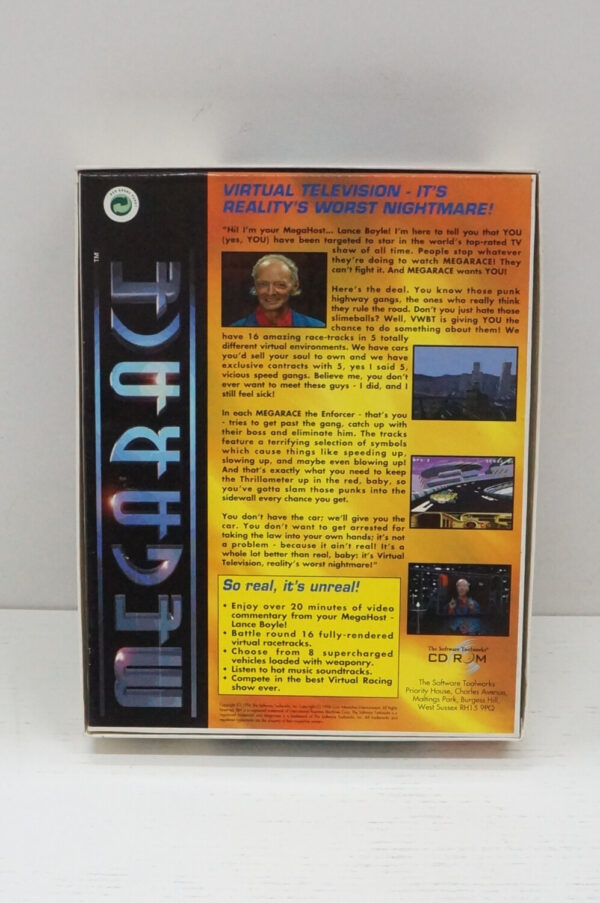 VIRTUAL TELEVISION - IT'S
REALITY'S WORST NIGHTMARE!
"Hi! I'm your MegaHost... Lance Boyle! I'm here to tell you that YOU
(yes, YOU) have been targeted to star in the world's top-rated TV
show of all time. People stop whatever
they're doing to watch MEGARACE! They
can't fight it. And MEGARACE wants YOU!
Here's the deal. You know those punk
highway gangs, the ones who really think
they rule the road. Don't you just hate those
slimeballs? Well, VWBT is giving YOU the
chance to do something about them! We
have 16 amazing race-tracks in 5 totally
different virtual environments. We have cars
you'd sell your soul to own and we have
exclusive contracts with 5, yes I said 5,
vicious speed gangs. Believe me, you don't
ever want to meet these guys - I did, and I
still feel sick!
In each MEGARACE the Enforcer - that's you
- tries to get past the gang, catch up with
their boss and eliminate him. The tracks
feature a terrifying selection of symbols
which cause things like speeding up,
slowing up, and maybe even blowing up!
And that's exactly what you need to keep
the Thrillometer up in the red, baby, so
you've gotta slam those punks into the
sidewall every chance you get.
You don't have the car; we'll give you the
car. You don't want to get arrested for
taking the law into your own hands; it's not
a problem - because it ain't real! It's a
whole lot better than real, baby: it's Virtual
Television, reality's worst nightmare!"
So real, it's unreal!
• Enjoy over 20 minutes of video
commentary from your MegaHost -
Lance Boyle!
• Battle round 16 fully-rendered
virtual racetracks.
• Choose from 8 supercharged
vehicles loaded with weaponry.
• Listen to hot music soundtracks.
• Compete in the best Virtual Racing
show ever.
The Software Toolworks®
CD ROM
The Software Toolworks
Priority House, Charles Avenue,
Maltings Park, Burgess Hill,
West Sussex RH15 9PQ
MEGARACE
TM